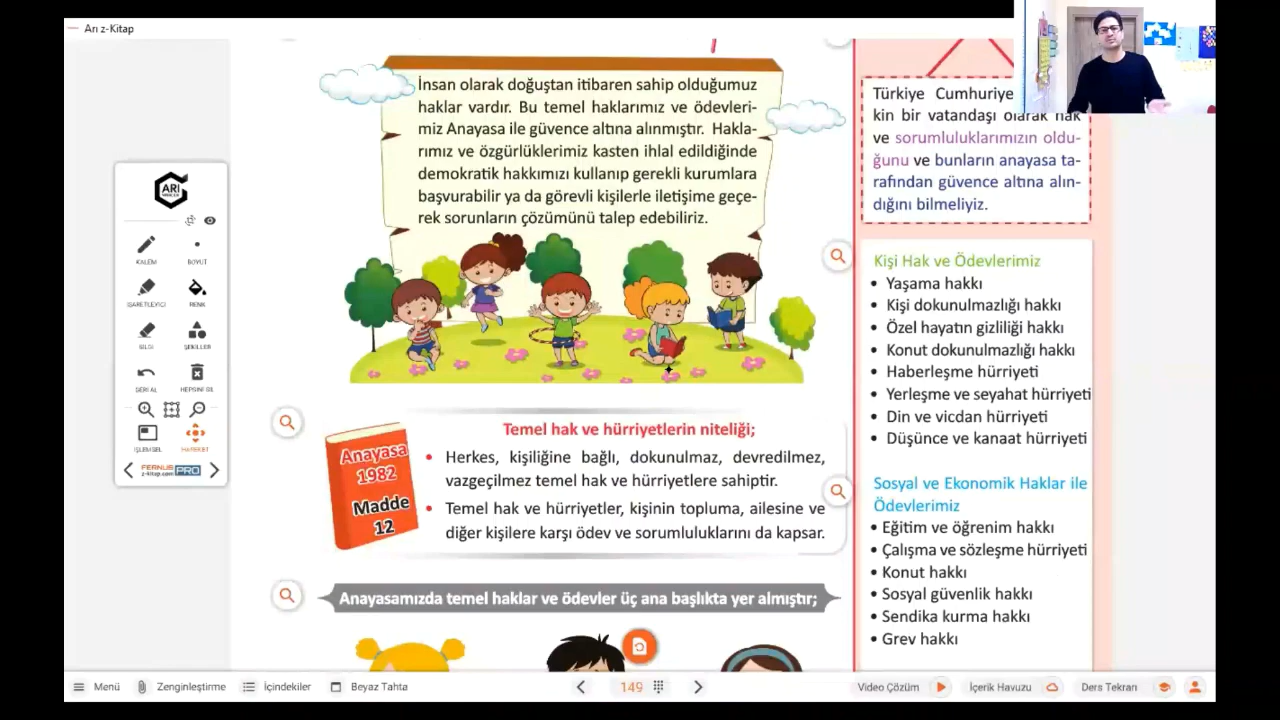 Arı z-Kitap
İnsan olarak doğuştan itibaren sahip olduğumuz
haklar vardır. Bu temel haklarımız ve ödevleri-
miz Anayasa ile güvence altına alınmıştır. Hakla-
rımız ve özgürlüklerimiz kasten ihlal edildiğinde
demokratik hakkımızı kullanıp gerekli kurumlara
başvurabilir ya da görevli kişilerle iletişime geçe-
rek sorunların çözümünü talep edebiliriz.
Türkiye Cumhuriye
kin bir vatandaşı olarak hak
ve sorumluluklarımızın oldu-
ğunu ve bunların anayasa ta-
rafından güvence altına alın-
dığını bilmeliyiz.
ARI
KALEM
BOYUT
İŞARETLEYİCİ
RENK
SİLGİ
ŞEKİLLER
GERİ AL
HEPSİNİ SİL
İŞLEMSEL
HAREKET
FERNUS
z-kitap.com PRO
Kişi Hak ve Ödevlerimiz
• Yaşama hakkı
• Kişi dokunulmazlığı hakkı
• Özel hayatın gizliliği hakkı
• Konut dokunulmazlığı hakkı
• Haberleşme hürriyeti
• Yerleşme ve seyahat hürriyeti
• Din ve vicdan hürriyeti
• Düşünce ve kanaat hürriyeti
Anayasa
1982
Madde
12
Temel hak ve hürriyetlerin niteliği;
• Herkes, kişiliğine bağlı, dokunulmaz, devredilmez,
vazgeçilmez temel hak ve hürriyetlere sahiptir.
• Temel hak ve hürriyetler, kişinin topluma, ailesine ve
diğer kişilere karşı ödev ve sorumluluklarını da kapsar.
Sosyal ve Ekonomik Haklar ile
Ödevlerimiz
• Eğitim ve öğrenim hakkı
• Çalışma ve sözleşme hürriyeti
• Konut hakkı
• Sosyal güvenlik hakkı
• Sendika kurma hakkı
• Grev hakkı
Anayasamızda temel haklar ve ödevler üç ana başlıkta yer almıştır;
Menü
Zenginleştirme
İçindekiler
Beyaz Tahta
149
Video Çözüm
İçerik Havuzu
Ders Tekrarı